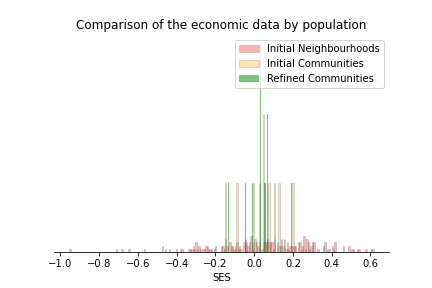 Comparison of the economic data by population
Initial Neighbourhoods
Initial Communities
Refined Communities
−1.0 −0.8 −0.6 −0.4 −0.2 0.0 0.2 0.4 0.6
SES